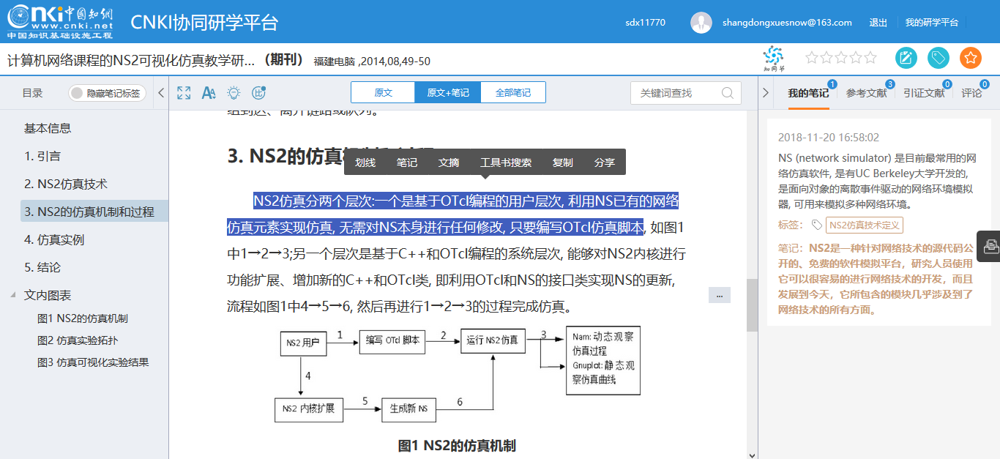 Cnki中国知网
www.cnki.net
中国知识基础设施工程
CNKI协同研学平台
sdx11770
shangdongxuesnow@163.com
退出
我的研学平台
计算机网络课程的NS2可视化仿真教学研...（期刊） 福建电脑 ,2014,08,49-50
知网节
目录
隐藏笔记标签
基本信息
1. 引言
2. NS2仿真技术
3. NS2的仿真机制和过程
4. 仿真实例
5. 结论
文内图表
图1 NS2的仿真机制
图2 仿真实验拓扑
图3 仿真可视化实验结果
原文
原文+笔记
全部笔记
关键词查找
3. NS2的仿真
划线 笔记 文摘 工具书搜索 复制 分享
NS2仿真分两个层次:一个是基于OTcl编程的用户层次, 利用NS已有的网络
仿真元素实现仿真, 无需对NS本身进行任何修改, 只要编写OTcl仿真脚本, 如图1
中1→2→3;另一个层次是基于C++和OTcl编程的系统层次, 能够对NS2内核进行
功能扩展、增加新的C++和OTcl类, 即利用OTcl和NS的接口类实现NS的更新,
流程如图1中4→5→6, 然后再进行1→2→3的过程完成仿真。
...
NS2 用户
1
编写 OTcl 脚本
2
运行 NS2 仿真
3
Nam: 动态观察
仿真过程
Gnuplot: 静态观
察仿真曲线
4
NS2 内核扩展
5
生成新 NS
6
图1 NS2的仿真机制
我的笔记 1
参考文献 3
引证文献 0
评论 0
2018-11-20 16:58:02
NS (network simulator) 是目前最常用的网
络仿真软件, 是有UC Berkeley大学开发的,
是面向对象的离散事件驱动的网络环境模拟
器, 可用来模拟多种网络环境。
标签: NS2仿真技术定义
笔记: NS2是一种针对网络技术的源代码公
开的、免费的软件模拟平台，研究人员使用
它可以很容易的进行网络技术的开发，而且
发展到今天，它所包含的模块几乎涉及到了
网络技术的所有方面。